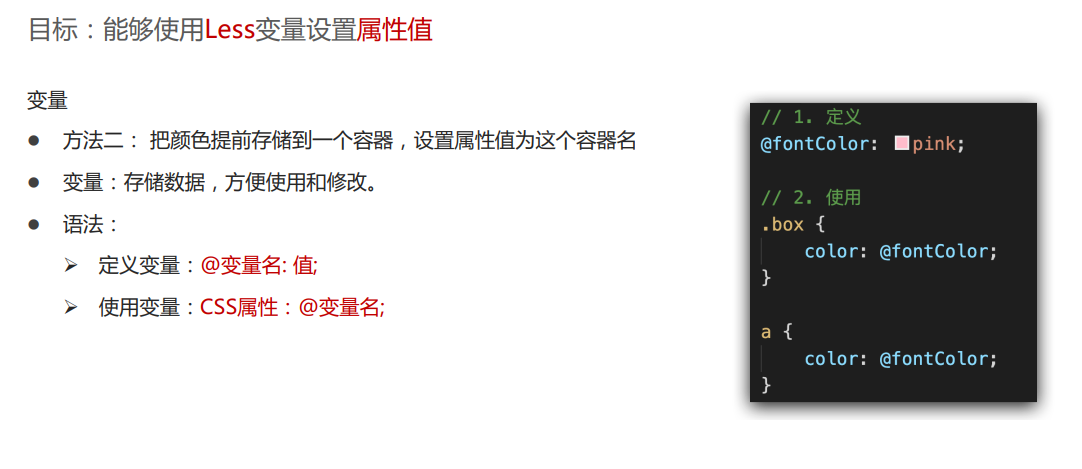 目标：能够使用Less变量设置属性值
变量
● 方法二： 把颜色提前存储到一个容器，设置属性值为这个容器名
● 变量：存储数据，方便使用和修改。
● 语法：
➢ 定义变量：@变量名: 值;
➢ 使用变量：CSS属性：@变量名;
// 1. 定义
@fontColor: pink;
// 2. 使用
.box {
color: @fontColor;
}
a {
color: @fontColor;
}